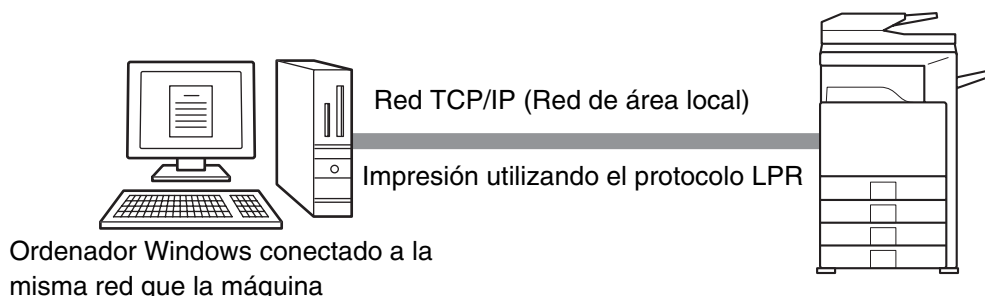 Red TCP/IP (Red de área local)
Impresión utilizando el protocolo LPR
Ordenador Windows conectado a la
misma red que la máquina